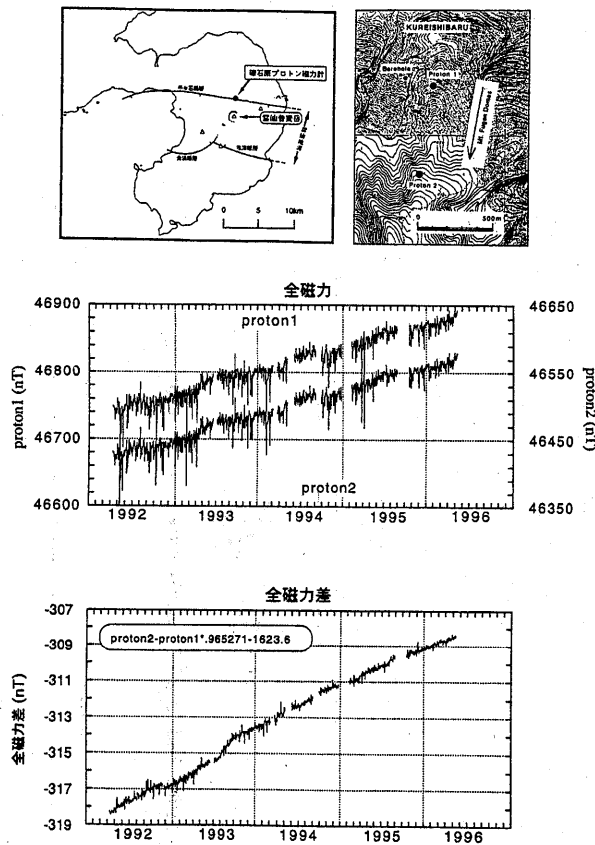 礎石原プロトン磁力計
雲仙普賢岳
0 5 10km
KUREISHIBARU
Borehole
Proton 1
Mt. Fugen Domes
Proton 2
0 500m
全磁力
46900
46800
46700
46600
proton1 (nT)
proton1
proton2
46650
46550
46450
46350
proton2 (nT)
1992 1993 1994 1995 1996
全磁力差
-307
-309
-311
-313
-315
-317
-319
全磁力差 (nT)
proton2-proton1*.965271-1623.6
1992 1993 1994 1995 1996